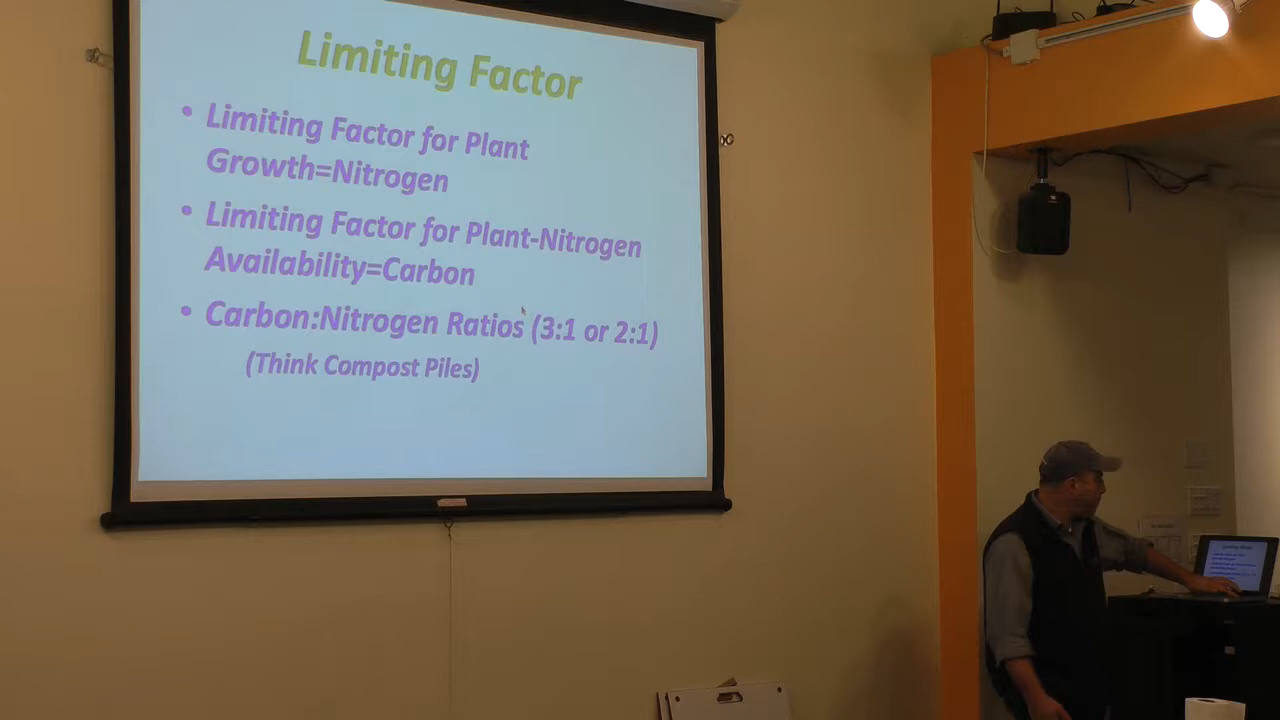 Limiting Factor
• Limiting Factor for Plant
Growth=Nitrogen
• Limiting Factor for Plant-Nitrogen
Availability=Carbon
• Carbon:Nitrogen Ratios (3:1 or 2:1)
(Think Compost Piles)